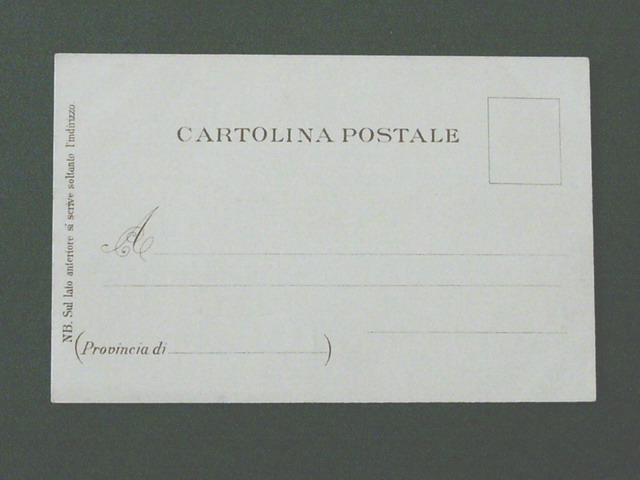 CARTOLINA POSTALE
A
(Provincia di )
NB. Sul lato anteriore si scrive soltanto l'indirizzo